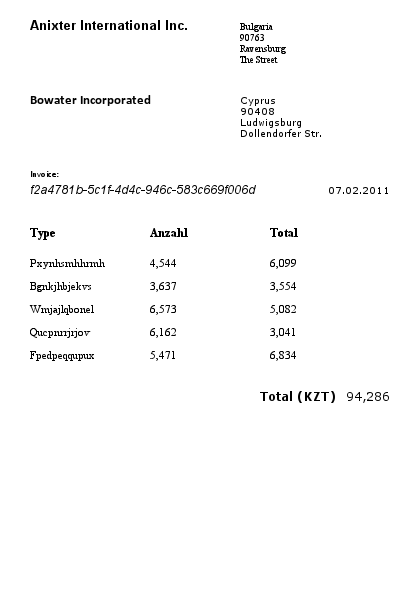 Anixter International Inc.
Bulgaria
90763
Ravensburg
The Street
Bowater Incorporated
Cyprus
90408
Ludwigsburg
Dollendorfer Str.
Invoice:
f2a4781b-5c1f-4d4c-946c-583c669f006d 07.02.2011
Type Anzahl Total
Pxynhsmhhrmh 4,544 6,099
Bgnkjhbjekvs 3,637 3,554
Wmjajlqbonel 6,573 5,082
Qucpnrrjrjov 6,162 3,041
Fpedpeqqupux 5,471 6,834
Total (KZT) 94,286